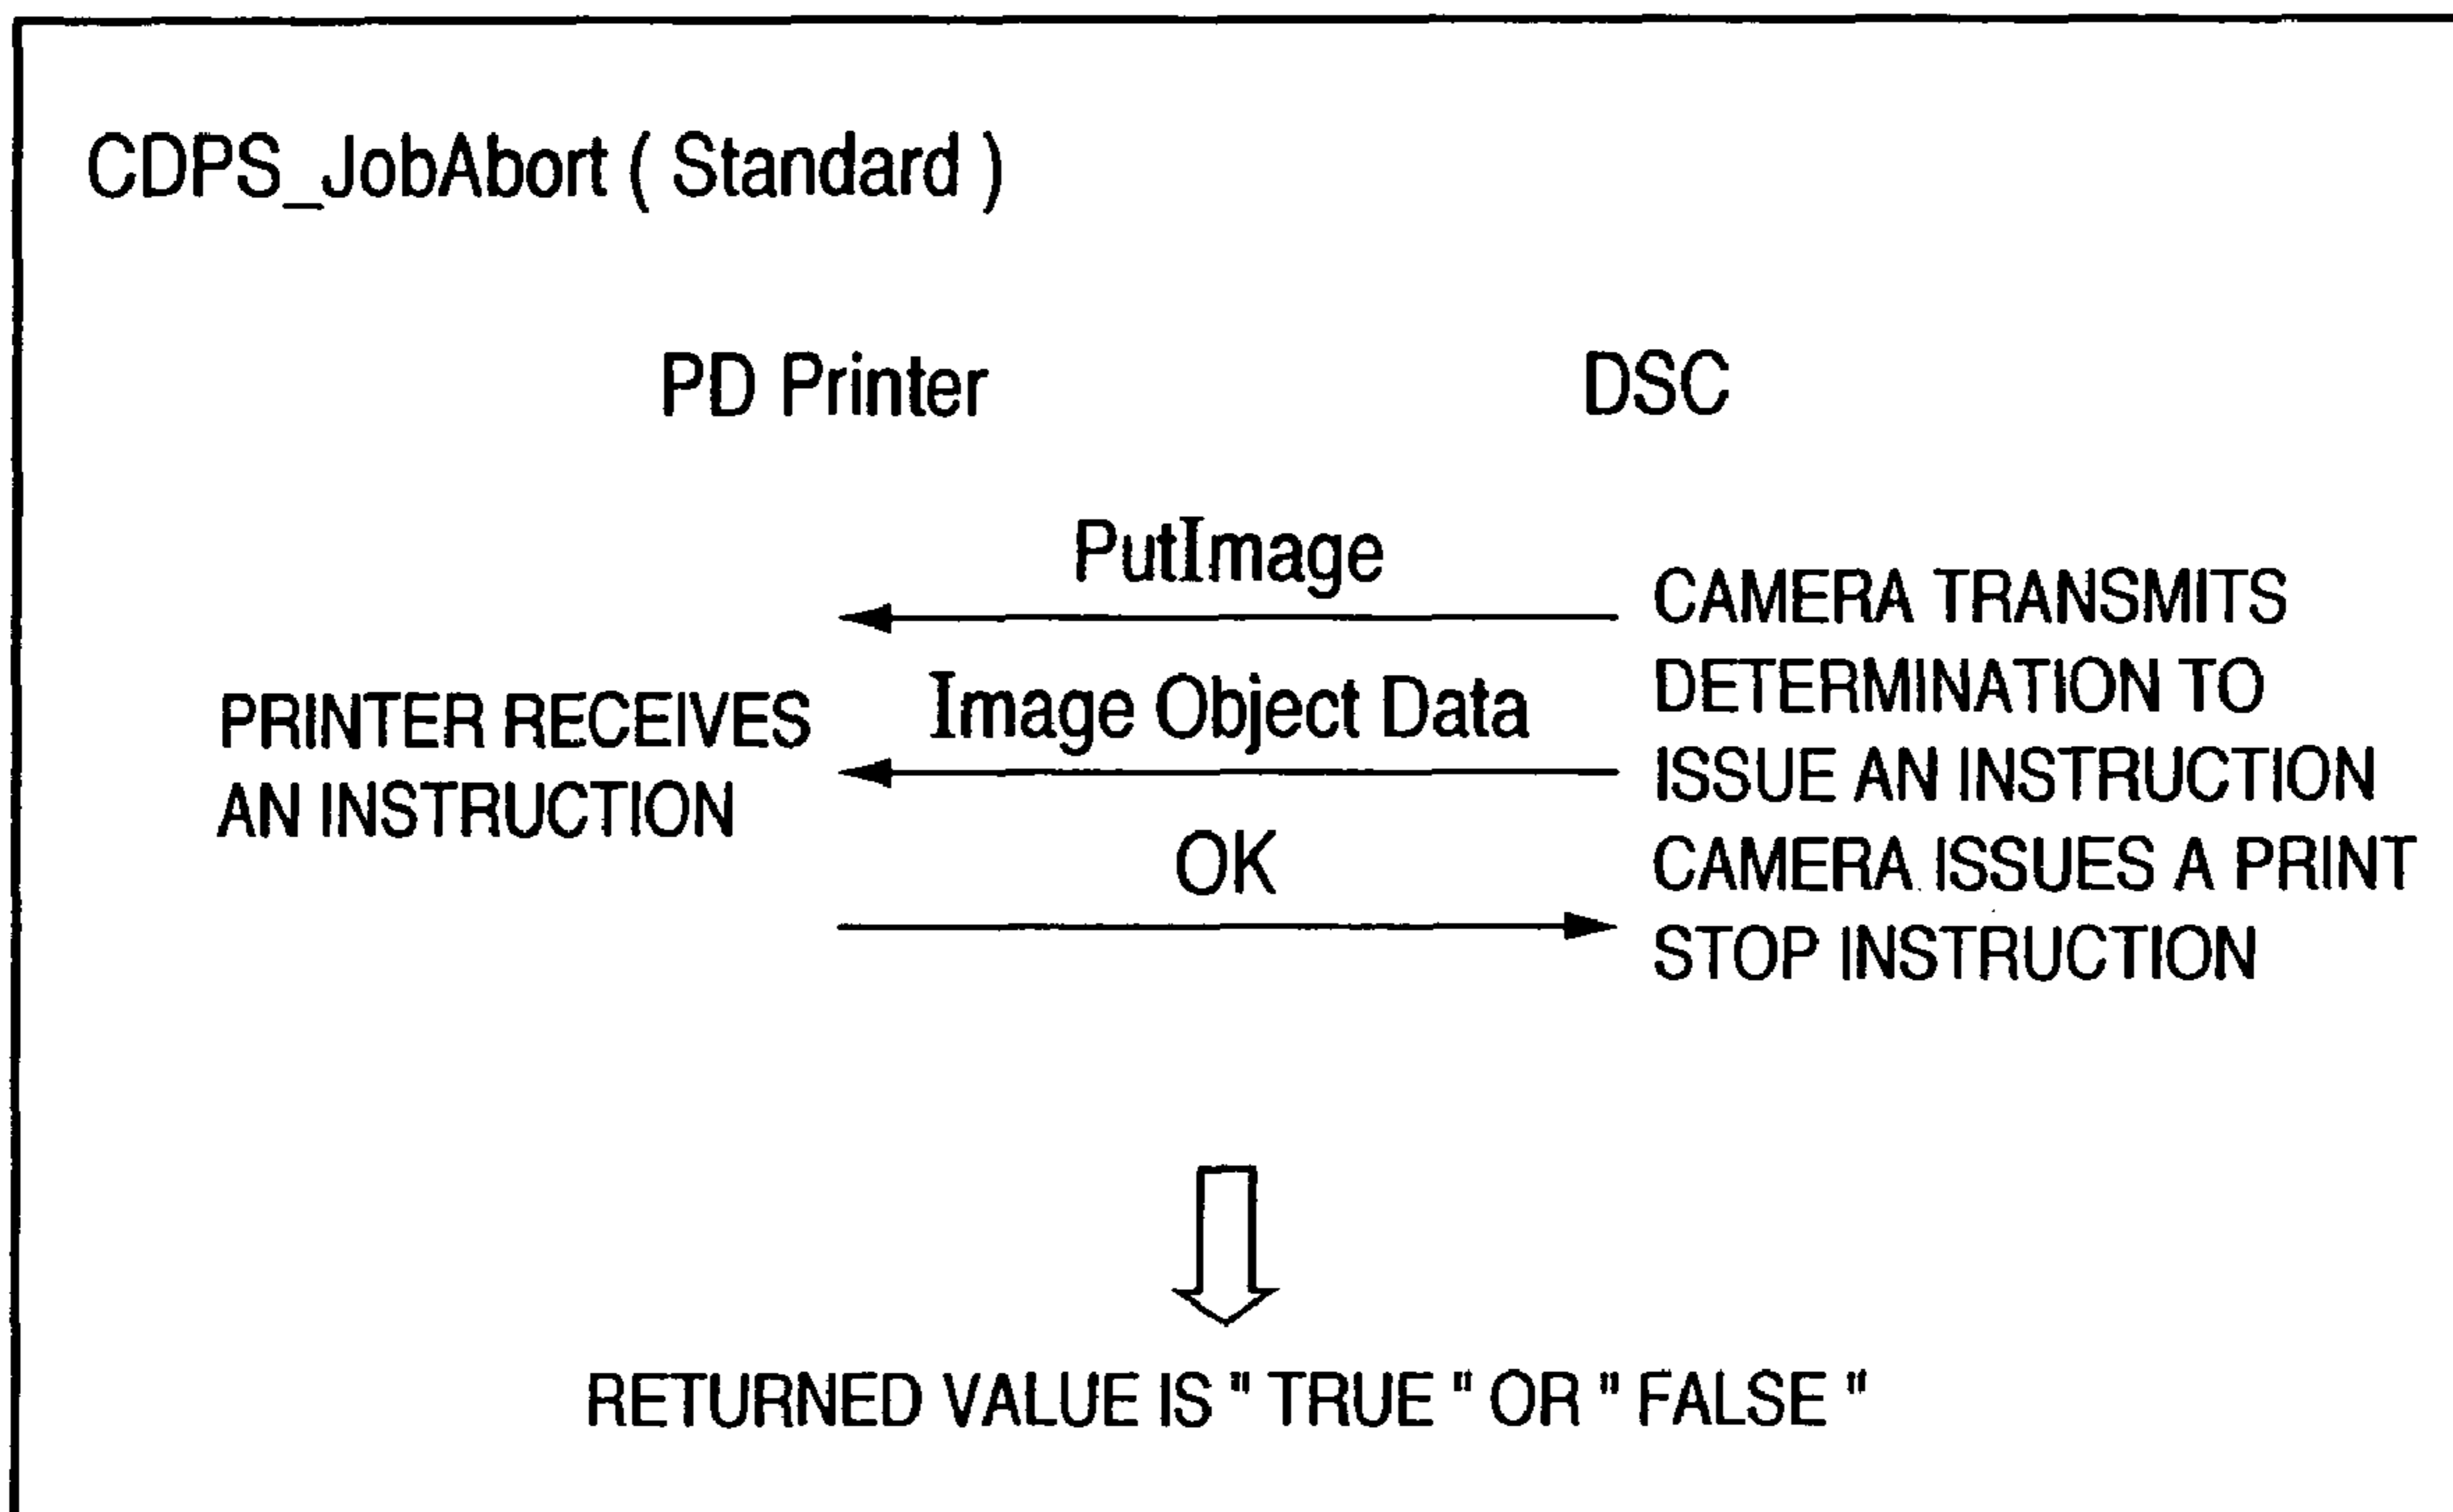 CDPS_JobAbort ( Standard )
PD Printer
DSC
PutImage
Image Object Data
OK
PRINTER RECEIVES
AN INSTRUCTION
CAMERA TRANSMITS
DETERMINATION TO
ISSUE AN INSTRUCTION
CAMERA ISSUES A PRINT
STOP INSTRUCTION
RETURNED VALUE IS " TRUE " OR " FALSE "